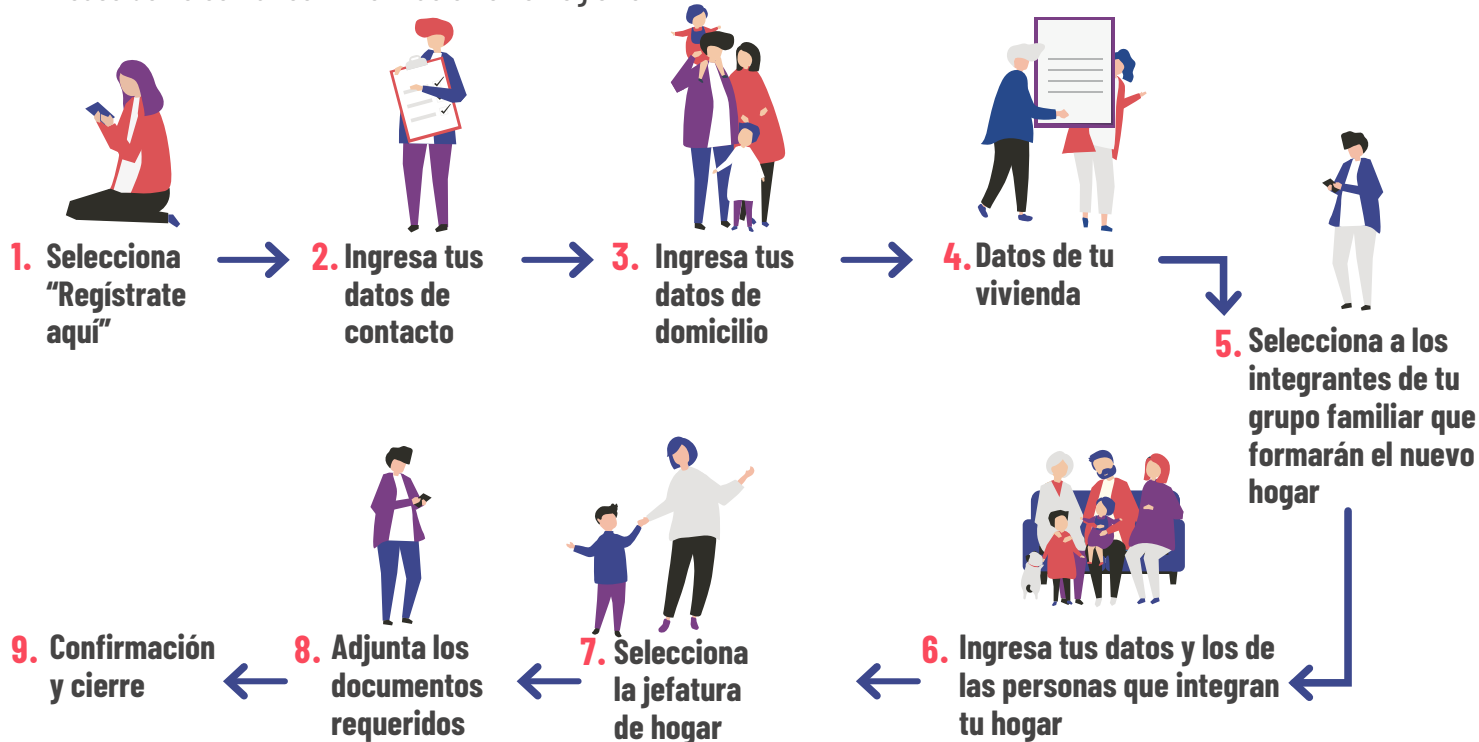 1. Selecciona
“Regístrate
aquí”
2. Ingresa tus
datos de
contacto
3. Ingresa tus
datos de
domicilio
4. Datos de tu
vivienda
5. Selecciona a los
integrantes de tu
grupo familiar que
formarán el nuevo
hogar
6. Ingresa tus datos y los de
las personas que integran
tu hogar
7. Selecciona
la jefatura
de hogar
8. Adjunta los
documentos
requeridos
9. Confirmación
y cierre